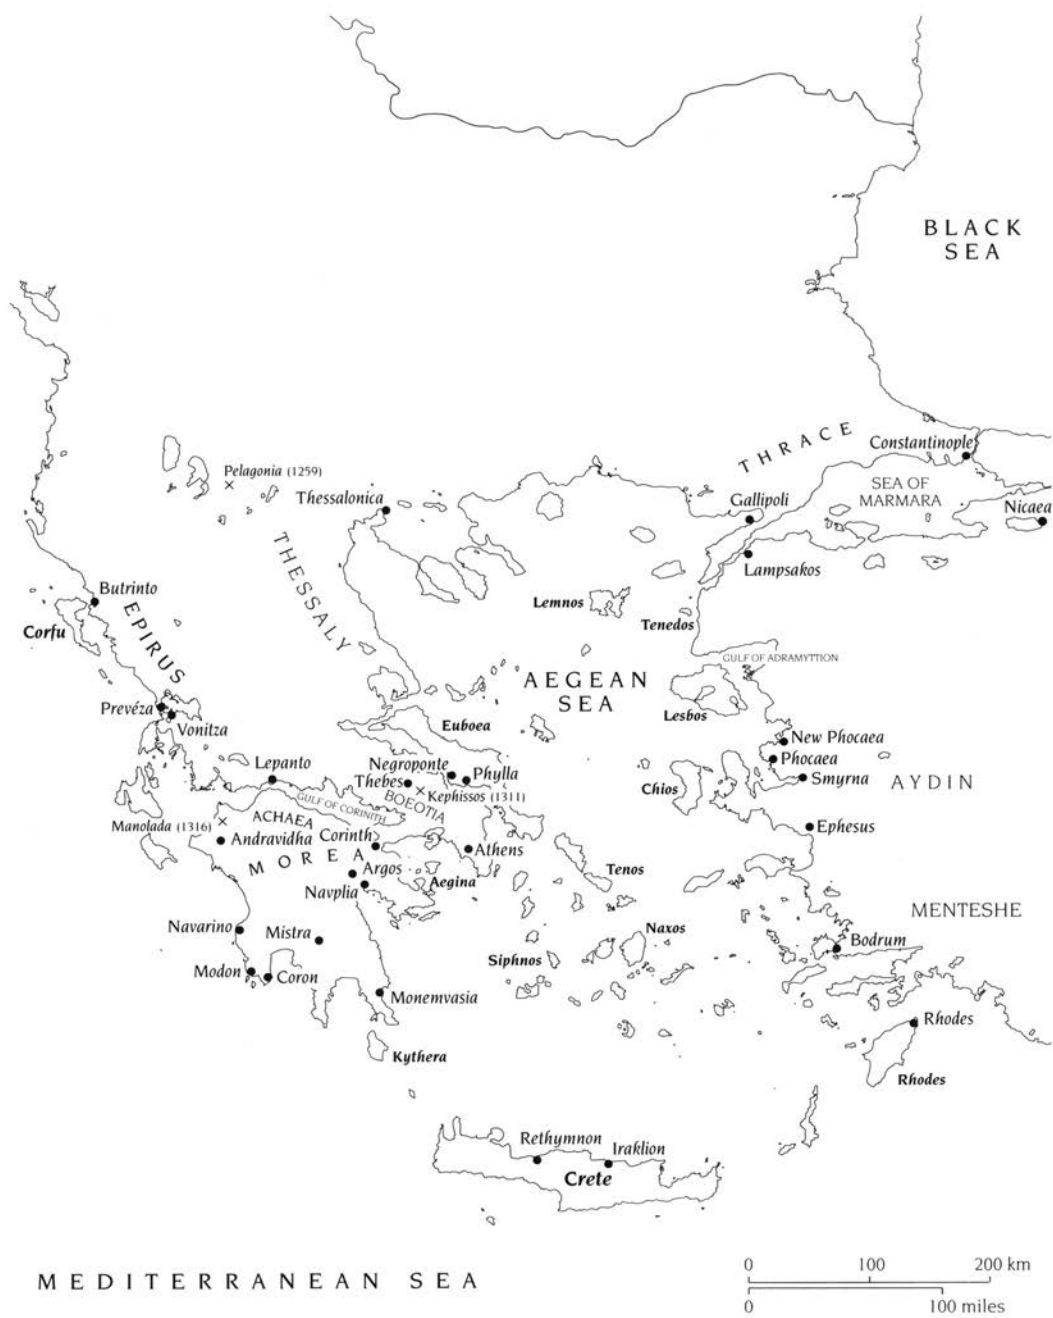 BLACK
SEA
THRACE
Constantinople
Pelagonia (1259)
SEA OF
MARMARA
Thessalonica
Gallipoli
Nicaea
THESSALY
Lampsakos
Butrinto
EPIRUS
Lemnos
Corfu
Tenedos
GULF OF ADRAMYTTION
AEGEAN
SEA
Prevéza
Lesbos
Vonitza
Euboea
New Phocaea
Phocaea
Lepanto
Negroponte
Phylla
Thebes
Smyrna
AYDIN
Chios
Kephissos (1311)
BOEOTIA
GULF OF CORINITH
ACHAEA
Manolada (1316)
Ephesus
Andravidha
Corinth
Athens
MOREA
Argos
Tenos
Aegina
Navplia
MENTESHE
Navarino
Mistra
Naxos
Bodrum
Siphnos
Modon
Coron
Monemvasia
Rhodes
Kythera
Rhodes
Rethymnon
Iraklion
Crete
MEDITERRANEAN SEA
0 100 200 km
0 100 miles